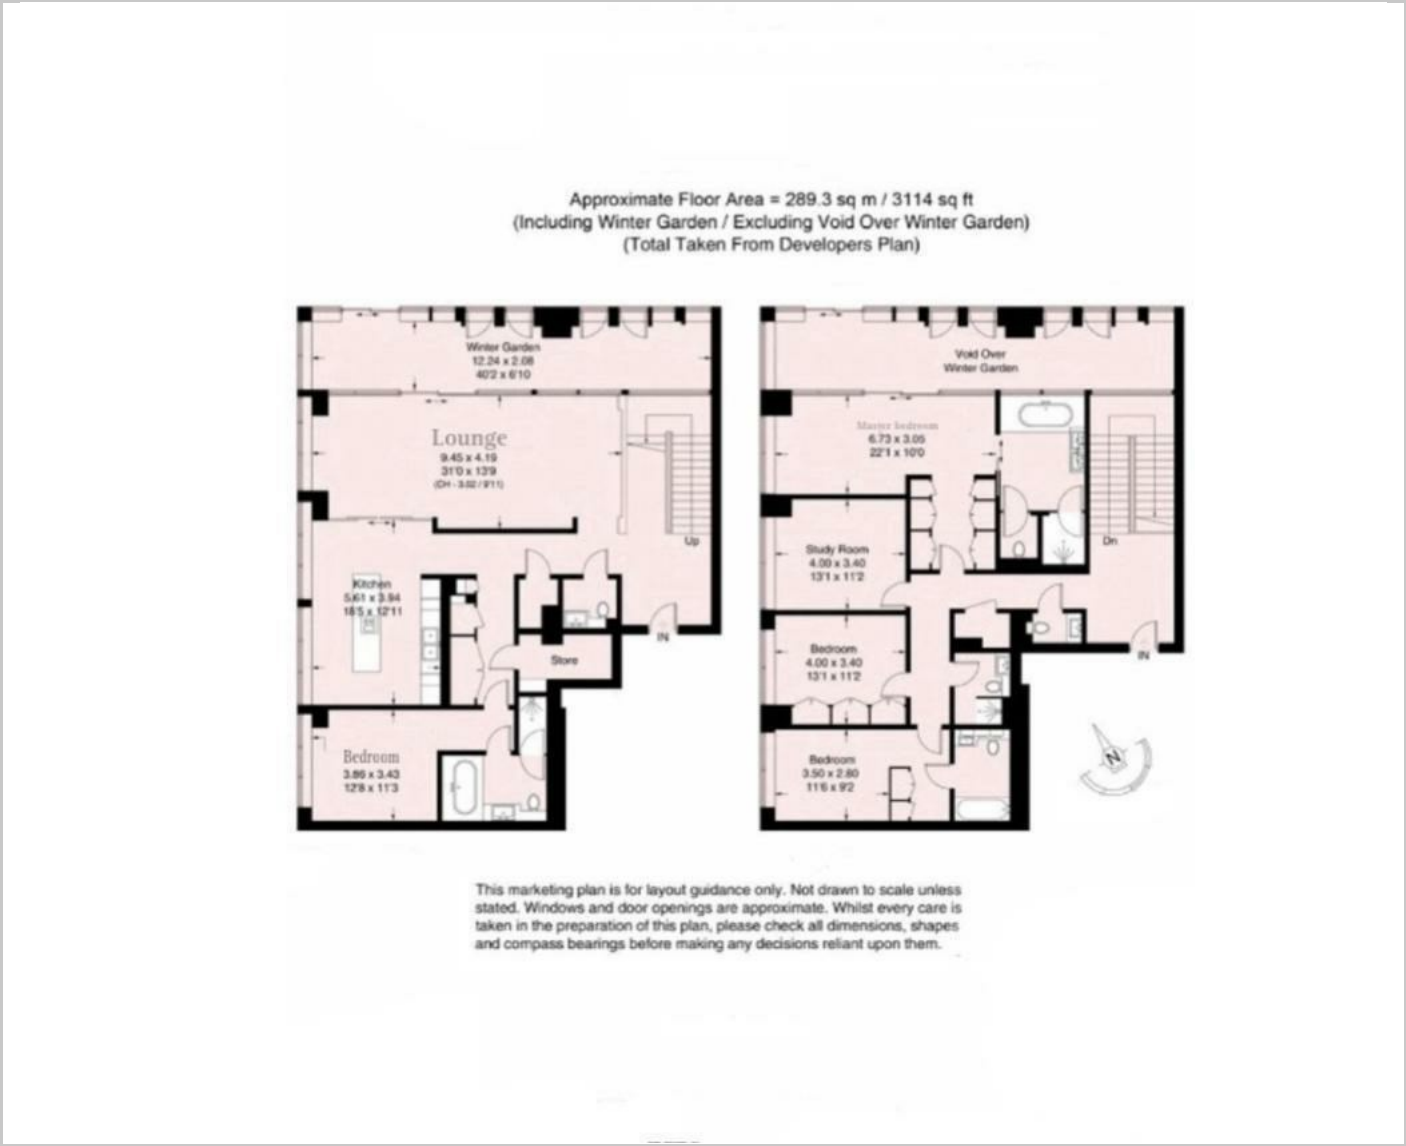 Approximate Floor Area = 289.3 sq m / 3114 sq ft
(Including Winter Garden / Excluding Void Over Winter Garden)
(Total Taken From Developers Plan)
Winter Garden
12.24 x 2.08
40'2 x 6'10
Lounge
9.45 x 4.19
31'0 x 13'9
(CH - 3.02 / 9'11)
Up
Kitchen
5.61 x 3.94
18'5 x 12'11
IN
Store
Bedroom
3.86 x 3.43
12'8 x 11'3
Void Over
Winter Garden
Master bedroom
6.73 x 3.05
22'1 x 10'0
Dn
Study Room
4.00 x 3.40
13'1 x 11'2
Bedroom
4.00 x 3.40
13'1 x 11'2
IN
Bedroom
3.50 x 2.80
11'6 x 9'2
N
This marketing plan is for layout guidance only. Not drawn to scale unless
stated. Windows and door openings are approximate. Whilst every care is
taken in the preparation of this plan, please check all dimensions, shapes
and compass bearings before making any decisions reliant upon them.